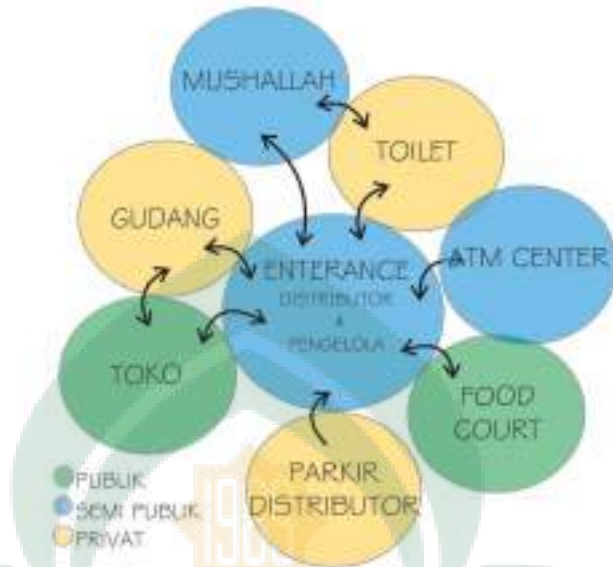 MUSHALLAH
TOILET
GUDANG
ATM CENTER
ENTERANCE
DISTRIBUTOR
&
PENGELOLA
TOKO
FOOD
COURT
PARKIR
DISTRIBUTOR
PUBLIK
SEMI PUBLIK
PRIVAT